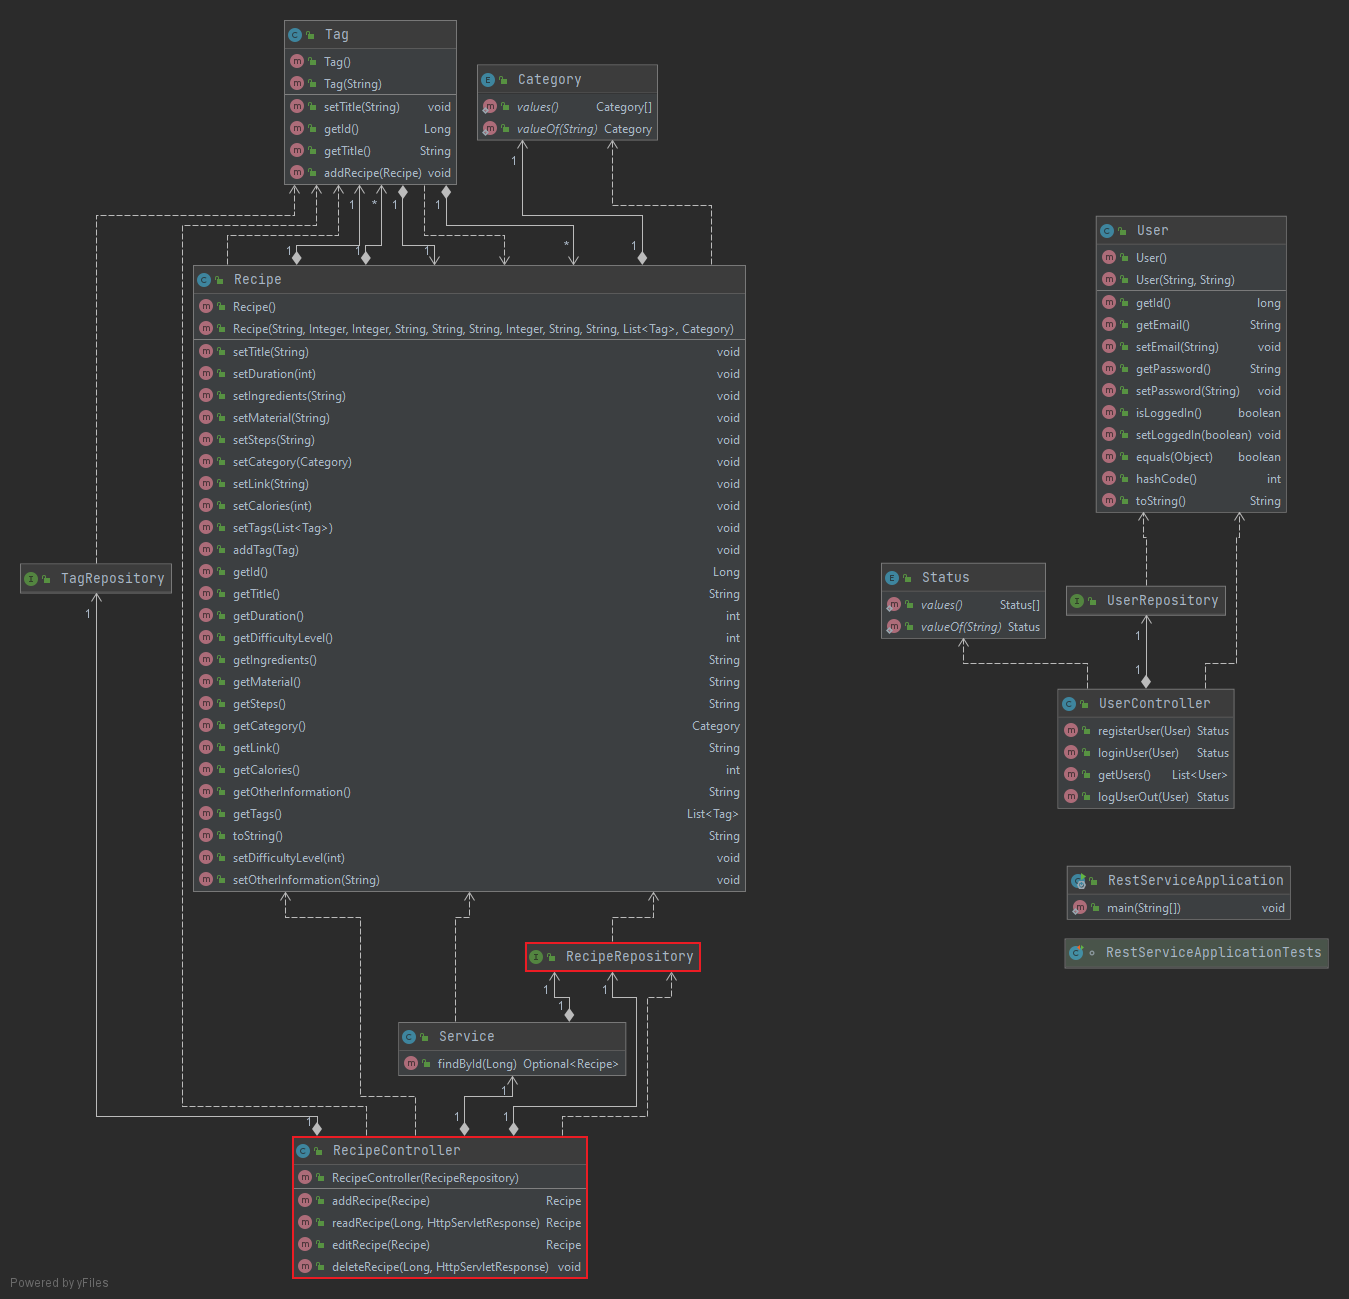 Tag
Tag()
Tag(String)
setTitle(String) void
getId() Long
getTitle() String
addRecipe(Recipe) void
Category
values() Category[]
valueOf(String) Category
1
1 * 1 1
1 1 1 * 1
Recipe
Recipe()
Recipe(String, Integer, Integer, String, String, String, Integer, String, String, List<Tag>, Category)
setTitle(String) void
setDuration(int) void
setIngredients(String) void
setMaterial(String) void
setSteps(String) void
setCategory(Category) void
setLink(String) void
setCalories(int) void
setTags(List<Tag>) void
addTag(Tag) void
getId() Long
getTitle() String
getDuration() int
getDifficultyLevel() int
getIngredients() String
getMaterial() String
getSteps() String
getCategory() Category
getLink() String
getCalories() int
getOtherInformation() String
getTags() List<Tag>
toString() String
setDifficultyLevel(int) void
setOtherInformation(String) void
User
User()
User(String, String)
getId() long
getEmail() String
setEmail(String) void
getPassword() String
setPassword(String) void
isLoggedIn() boolean
setLoggedIn(boolean) void
equals(Object) boolean
hashCode() int
toString() String
TagRepository
1
Status
values() Status[]
valueOf(String) Status
UserRepository
1
1
UserController
registerUser(User) Status
loginUser(User) Status
getUsers() List<User>
logUserOut(User) Status
RestServiceApplication
main(String[]) void
RestServiceApplicationTests
RecipeRepository
1 1
Service
findById(Long) Optional<Recipe>
1
1 1 1
RecipeController
RecipeController(RecipeRepository)
addRecipe(Recipe) Recipe
readRecipe(Long, HttpServletResponse) Recipe
editRecipe(Recipe) Recipe
deleteRecipe(Long, HttpServletResponse) void
Powered by yFiles